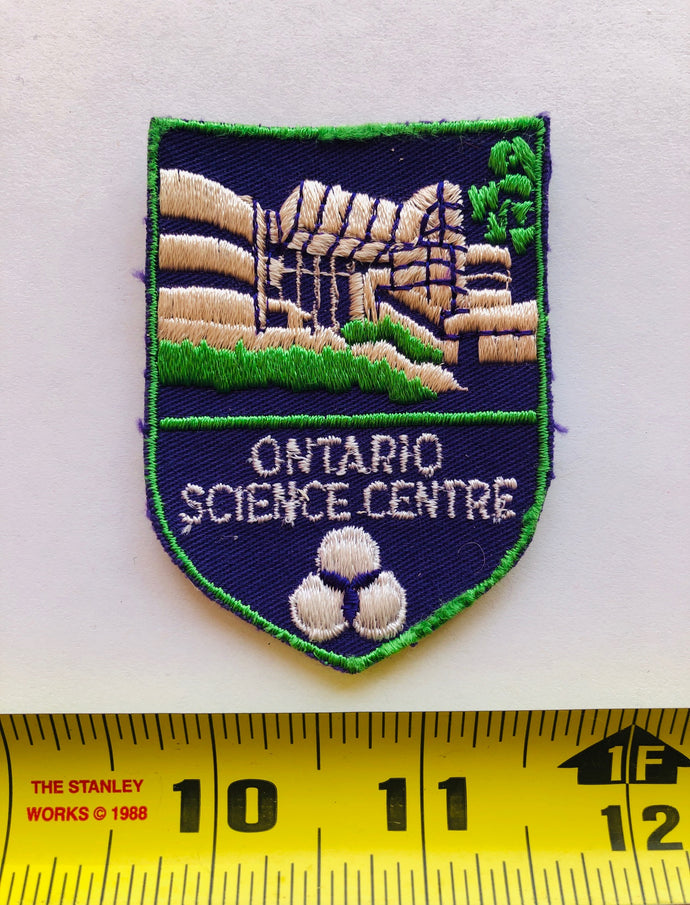 ONTARIO
SCIENCE CENTRE
THE STANLEY
WORKS © 1988
10 11 1F
12